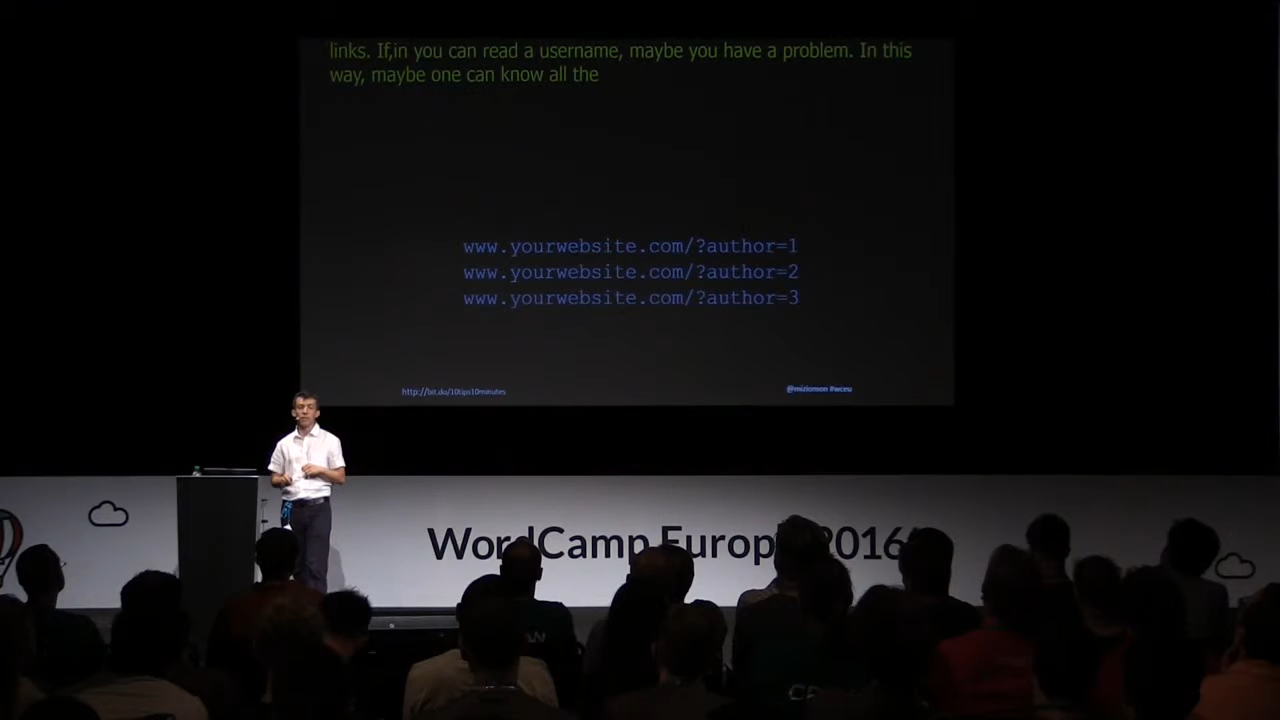 links. If,in you can read a username, maybe you have a problem. In this
way, maybe one can know all the
www.yourwebsite.com/?author=1
www.yourwebsite.com/?author=2
www.yourwebsite.com/?author=3
http://bit.do/10tips10minutes
@miziomon #wceu
WordCamp Europe 2016